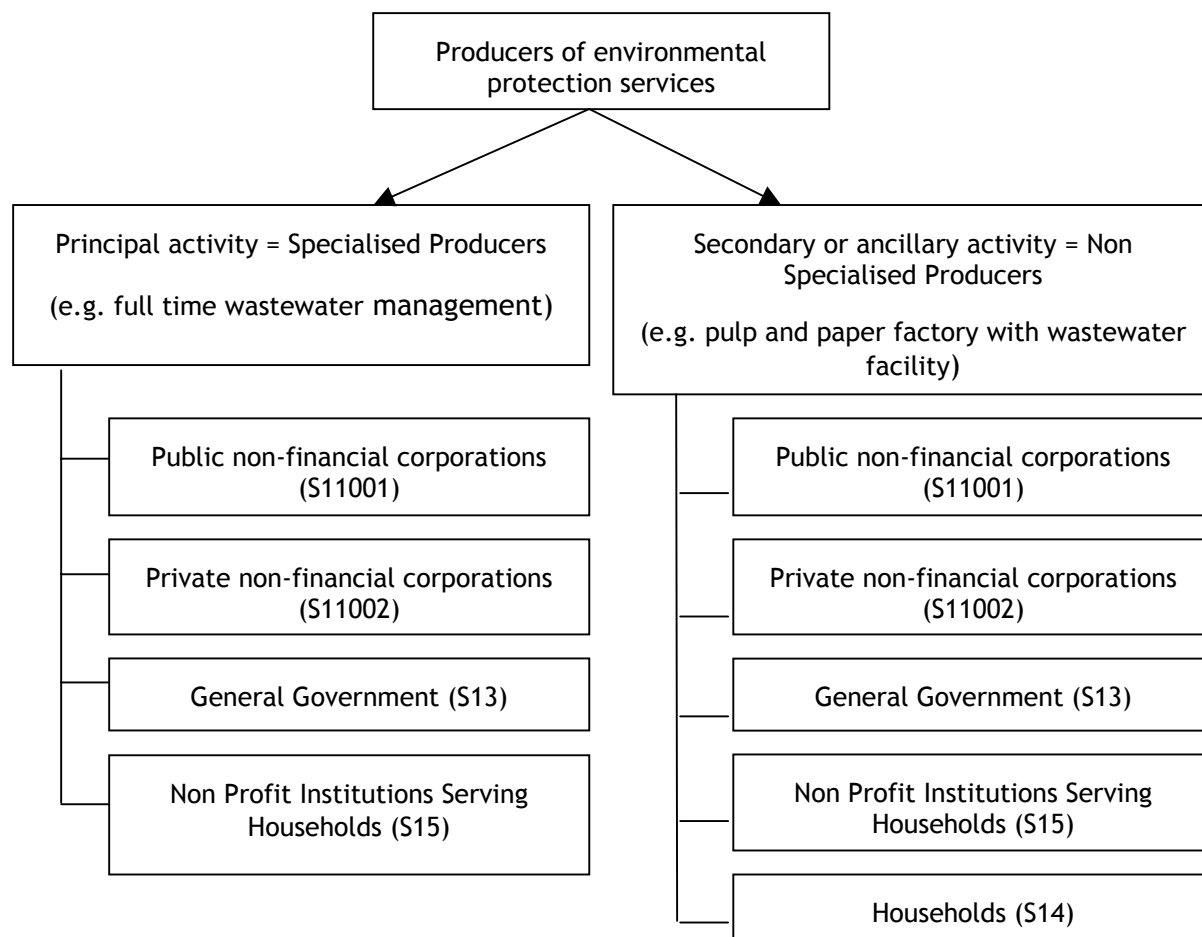 Producers of environmental
protection services
Principal activity = Specialised Producers
(e.g. full time wastewater management)
Public non-financial corporations
(S11001)
Private non-financial corporations
(S11002)
General Government (S13)
Non Profit Institutions Serving
Households (S15)
Secondary or ancillary activity = Non
Specialised Producers
(e.g. pulp and paper factory with wastewater
facility)
Public non-financial corporations
(S11001)
Private non-financial corporations
(S11002)
General Government (S13)
Non Profit Institutions Serving
Households (S15)
Households (S14)